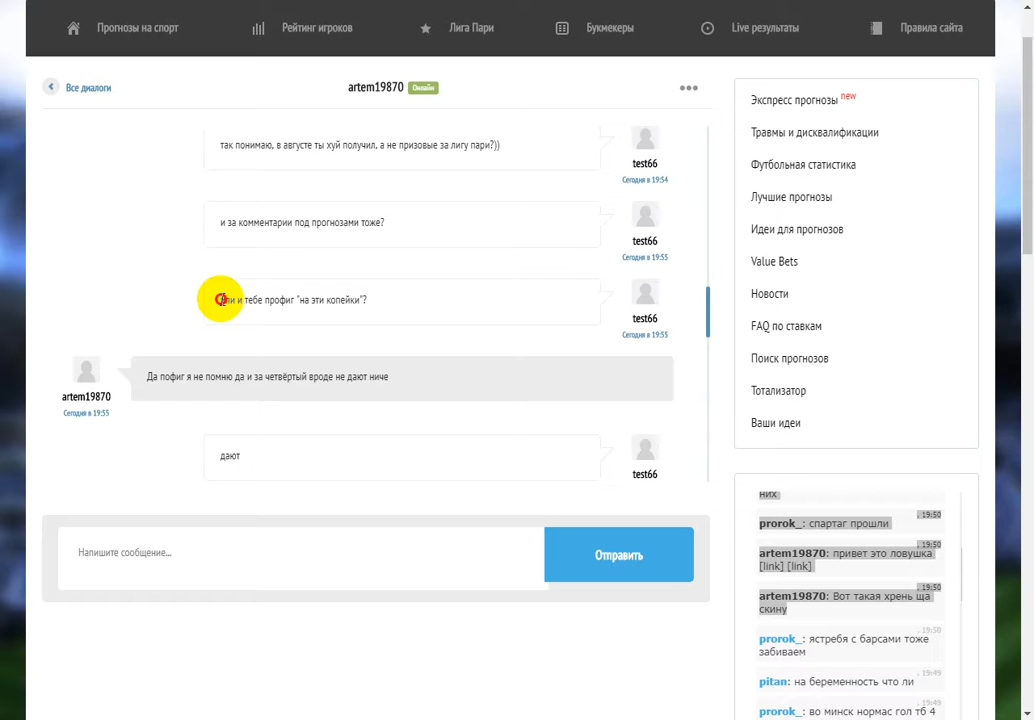 Прогнозы на спорт
Рейтинг игроков
Лига Пари
Букмекеры
Live результаты
Правила сайта
Все диалоги
artem19870 Онлайн
так понимаю, в августе ты хуй получил, а не призовые за лигу пари?))
test66
Сегодня в 19:54
и за комментарии под прогнозами тоже?
test66
Сегодня в 19:55
ли и тебе профиг "на эти копейки"?
test66
Сегодня в 19:55
Да пофиг я не помню да и за четвёртый вроде не дают ниче
artem19870
Сегодня в 19:55
дают
test66
Напишите сообщение...
Отправить
Экспресс прогнозы new
Травмы и дисквалификации
Футбольная статистика
Лучшие прогнозы
Идеи для прогнозов
Value Bets
Новости
FAQ по ставкам
Поиск прогнозов
Тотализатор
Ваши идеи
них
, 19:50
prorok_: спартаг прошли
, 19:50
artem19870: привет это ловушка
[link] [link]
, 19:50
artem19870: Вот такая хрень ща
скину
, 19:50
prorok_: ястребя с барсами тоже
забиваем
, 19:49
pitan: на беременность что ли
, 19:49
prorok_: во минск нормас гол тб 4